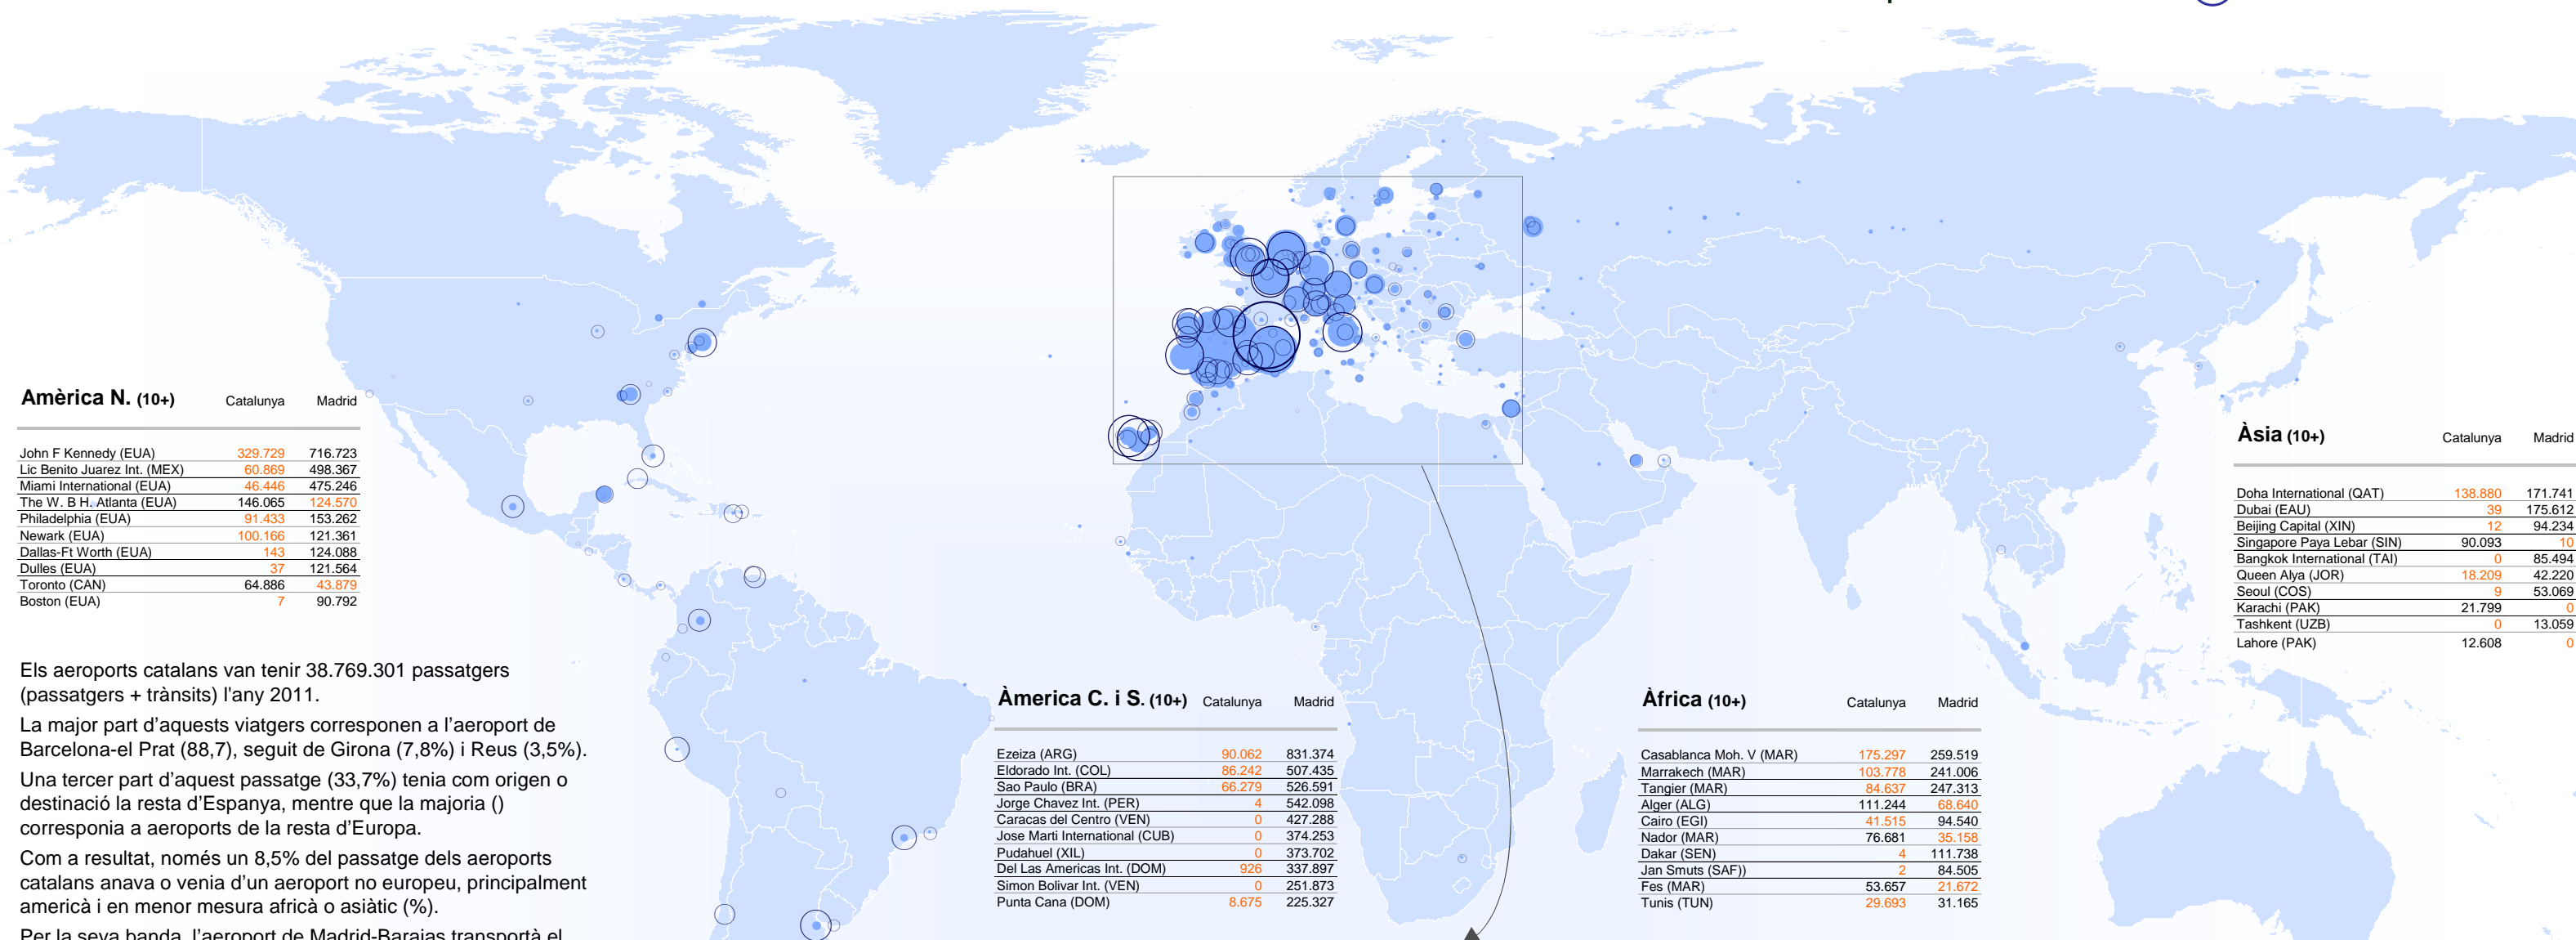 Amèrica N. (10+) Catalunya Madrid
John F Kennedy (EUA) 329.729 716.723
Lic Benito Juarez Int. (MEX) 60.869 498.367
Miami International (EUA) 46.446 475.246
The W. B H. Atlanta (EUA) 146.065 124.570
Philadelphia (EUA) 91.433 153.262
Newark (EUA) 100.166 121.361
Dallas-Ft Worth (EUA) 143 124.088
Dulles (EUA) 37 121.564
Toronto (CAN) 64.886 43.879
Boston (EUA) 7 90.792
Els aeroports catalans van tenir 38.769.301 passatgers
(passatgers + trànsits) l'any 2011.
La major part d’aquests viatgers corresponen a l’aeroport de
Barcelona-el Prat (88,7), seguit de Girona (7,8%) i Reus (3,5%).
Una tercer part d’aquest passatge (33,7%) tenia com origen o
destinació la resta d’Espanya, mentre que la majoria ()
corresponia a aeroports de la resta d’Europa.
Com a resultat, només un 8,5% del passatge dels aeroports
catalans anava o venia d’un aeroport no europeu, principalment
americà i en menor mesura africà o asiàtic (%).
Per la seva banda, l’aeroport de Madrid-Barajas transportà el
Àmerica C. i S. (10+) Catalunya Madrid
Ezeiza (ARG) 90.062 831.374
Eldorado Int. (COL) 86.242 507.435
Sao Paulo (BRA) 66.279 526.591
Jorge Chavez Int. (PER) 4 542.098
Caracas del Centro (VEN) 0 427.288
Jose Marti International (CUB) 0 374.253
Pudahuel (XIL) 0 373.702
Del Las Americas Int. (DOM) 926 337.897
Simon Bolivar Int. (VEN) 0 251.873
Punta Cana (DOM) 8.675 225.327
Àfrica (10+) Catalunya Madrid
Casablanca Moh. V (MAR) 175.297 259.519
Marrakech (MAR) 103.778 241.006
Tangier (MAR) 84.637 247.313
Alger (ALG) 111.244 68.640
Cairo (EGI) 41.515 94.540
Nador (MAR) 76.681 35.158
Dakar (SEN) 4 111.738
Jan Smuts (SAF)) 2 84.505
Fes (MAR) 53.657 21.672
Tunis (TUN) 29.693 31.165
Àsia (10+) Catalunya Madrid
Doha International (QAT) 138.880 171.741
Dubai (EAU) 39 175.612
Beijing Capital (XIN) 12 94.234
Singapore Paya Lebar (SIN) 90.093 10
Bangkok International (TAI) 0 85.494
Queen Alya (JOR) 18.209 42.220
Seoul (COS) 9 53.069
Karachi (PAK) 21.799 0
Tashkent (UZB) 0 13.059
Lahore (PAK) 12.608 0